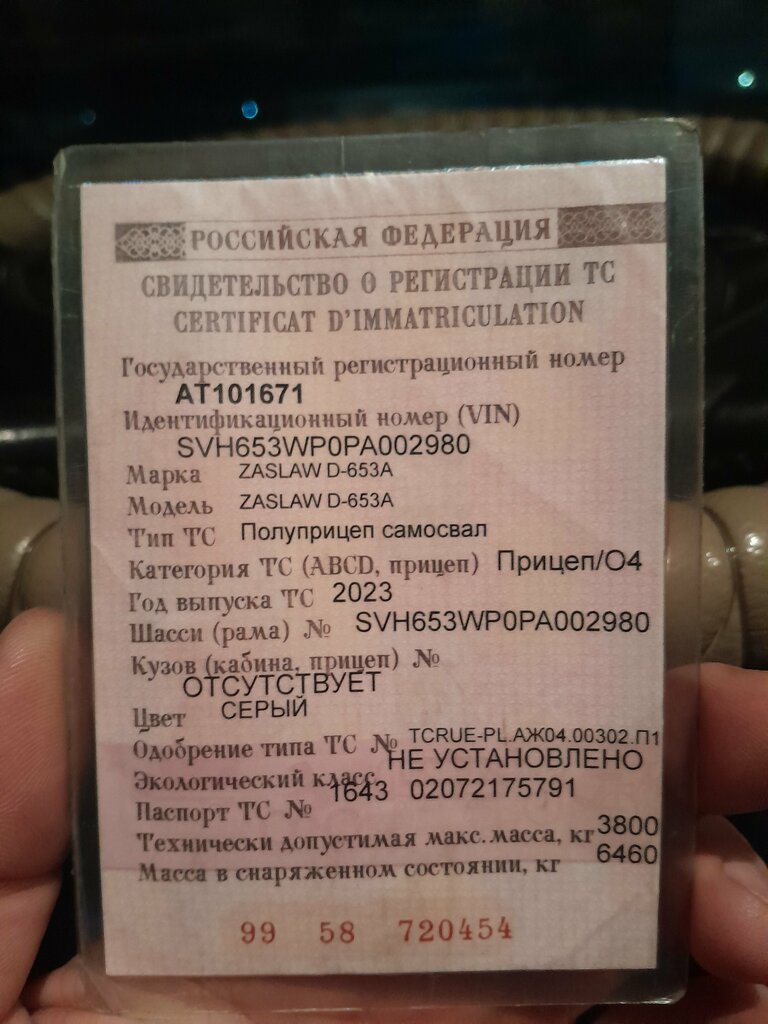 РОССИЙСКАЯ ФЕДЕРАЦИЯ
СВИДЕТЕЛЬСТВО О РЕГИСТРАЦИИ ТС
CERTIFICAT D'IMMATRICULATION
Государственный регистрационный номер
АТ101671
Идентификационный номер (VIN)
SVH653WP0PA002980
Марка ZASLAW D-653A
Модель ZASLAW D-653A
Тип ТС Полуприцеп самосвал
Категория ТС (ABCD, прицеп) Прицеп/О4
Год выпуска ТС 2023
Шасси (рама) № SVH653WP0PA002980
Кузов (кабина, прицеп) №
ОТСУТСТВУЕТ
Цвет СЕРЫЙ
Одобрение типа ТС № TCRUE-PL.АЖ04.00302.П1
Экологический класс НЕ УСТАНОВЛЕНО
Паспорт ТС № 1643 02072175791
Технически допустимая макс. масса, кг 3800
Масса в снаряженном состоянии, кг 6460
99 58 720454